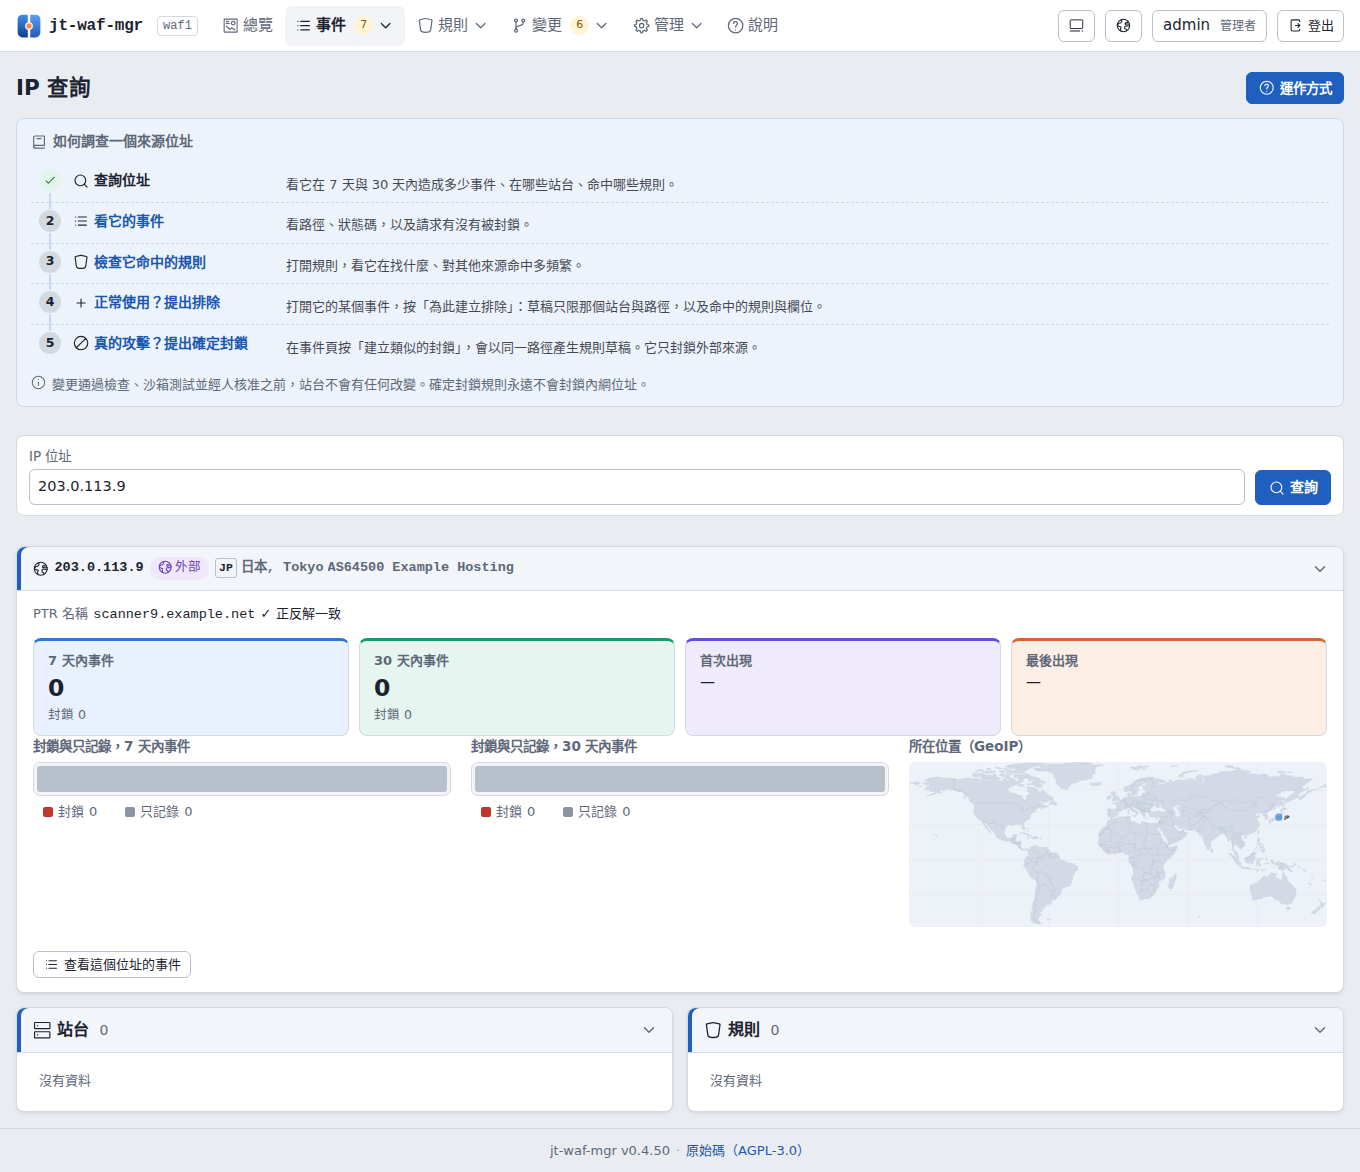 jt-waf-mgr waf1 總覽 事件 7 規則 變更 6 管理 說明 admin 管理者 登出
IP 查詢
運作方式
如何調查一個來源位址
查詢位址 看它在 7 天與 30 天內造成多少事件、在哪些站台、命中哪些規則。
2 看它的事件 看路徑、狀態碼，以及請求有沒有被封鎖。
3 檢查它命中的規則 打開規則，看它在找什麼、對其他來源命中多頻繁。
4 正常使用？提出排除 打開它的某個事件，按「為此建立排除」：草稿只限那個站台與路徑，以及命中的規則與欄位。
5 真的攻擊？提出確定封鎖 在事件頁按「建立類似的封鎖」，會以同一路徑產生規則草稿。它只封鎖外部來源。
變更通過檢查、沙箱測試並經人核准之前，站台不會有任何改變。確定封鎖規則永遠不會封鎖內網位址。
IP 位址
203.0.113.9
查詢
203.0.113.9 外部 JP 日本, Tokyo AS64500 Example Hosting
PTR 名稱 scanner9.example.net ✓ 正反解一致
7 天內事件
0
封鎖 0
30 天內事件
0
封鎖 0
首次出現
—
最後出現
—
封鎖與只記錄，7 天內事件
封鎖 0 只記錄 0
封鎖與只記錄，30 天內事件
封鎖 0 只記錄 0
所在位置（GeoIP）
JP
查看這個位址的事件
站台 0
沒有資料
規則 0
沒有資料
jt-waf-mgr v0.4.50 · 原始碼（AGPL-3.0）